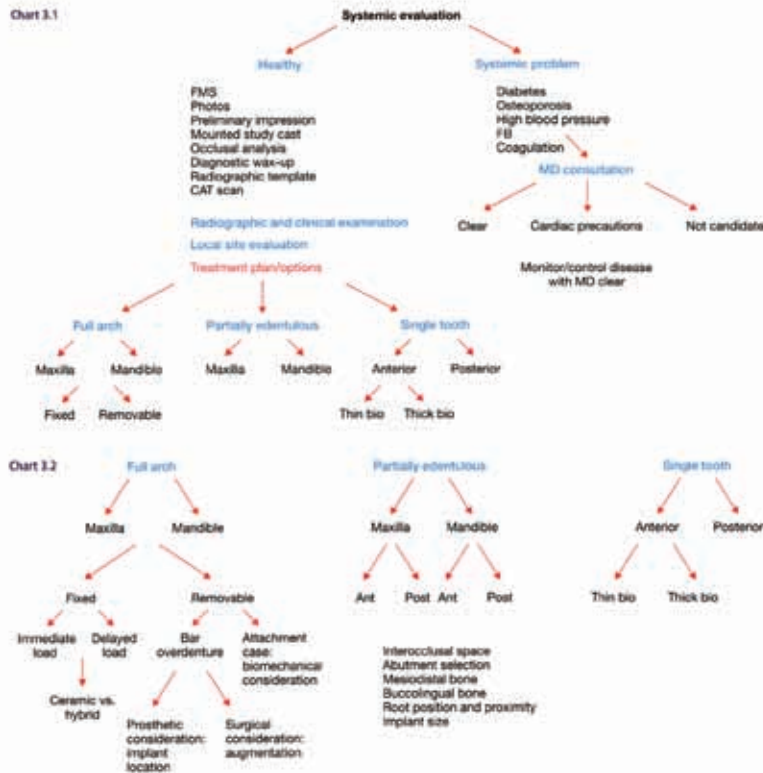 Chart 3.1
Systemic evaluation
Healthy
Systemic problem
FMS
Photos
Preliminary impression
Mounted study cast
Occlusal analysis
Diagnostic wax-up
Radiographic template
CAT scan
Diabetes
Osteoporosis
High blood pressure
FB
Coagulation
MD consultation
Clear
Cardiac precautions
Not candidate
Monitor/control disease
with MD clear
Radiographic and clinical examination
Local site evaluation
Treatment plan/options
Full arch
Partially edentulous
Single tooth
Maxilla
Mandible
Maxilla
Mandible
Anterior
Posterior
Fixed
Removable
Thin bio
Thick bio
Chart 3.2
Full arch
Partially edentulous
Single tooth
Maxilla
Mandible
Maxilla
Mandible
Anterior
Posterior
Fixed
Removable
Ant
Post
Ant
Post
Thin bio
Thick bio
Immediate
load
Delayed
load
Bar
overdenture
Attachment
case:
biomechanical
consideration
Ceramic vs.
hybrid
Prosthetic
consideration:
implant
location
Surgical
consideration:
augmentation
Interocclusal space
Abutment selection
Mesiodistal bone
Buccolingual bone
Root position and proximity
Implant size